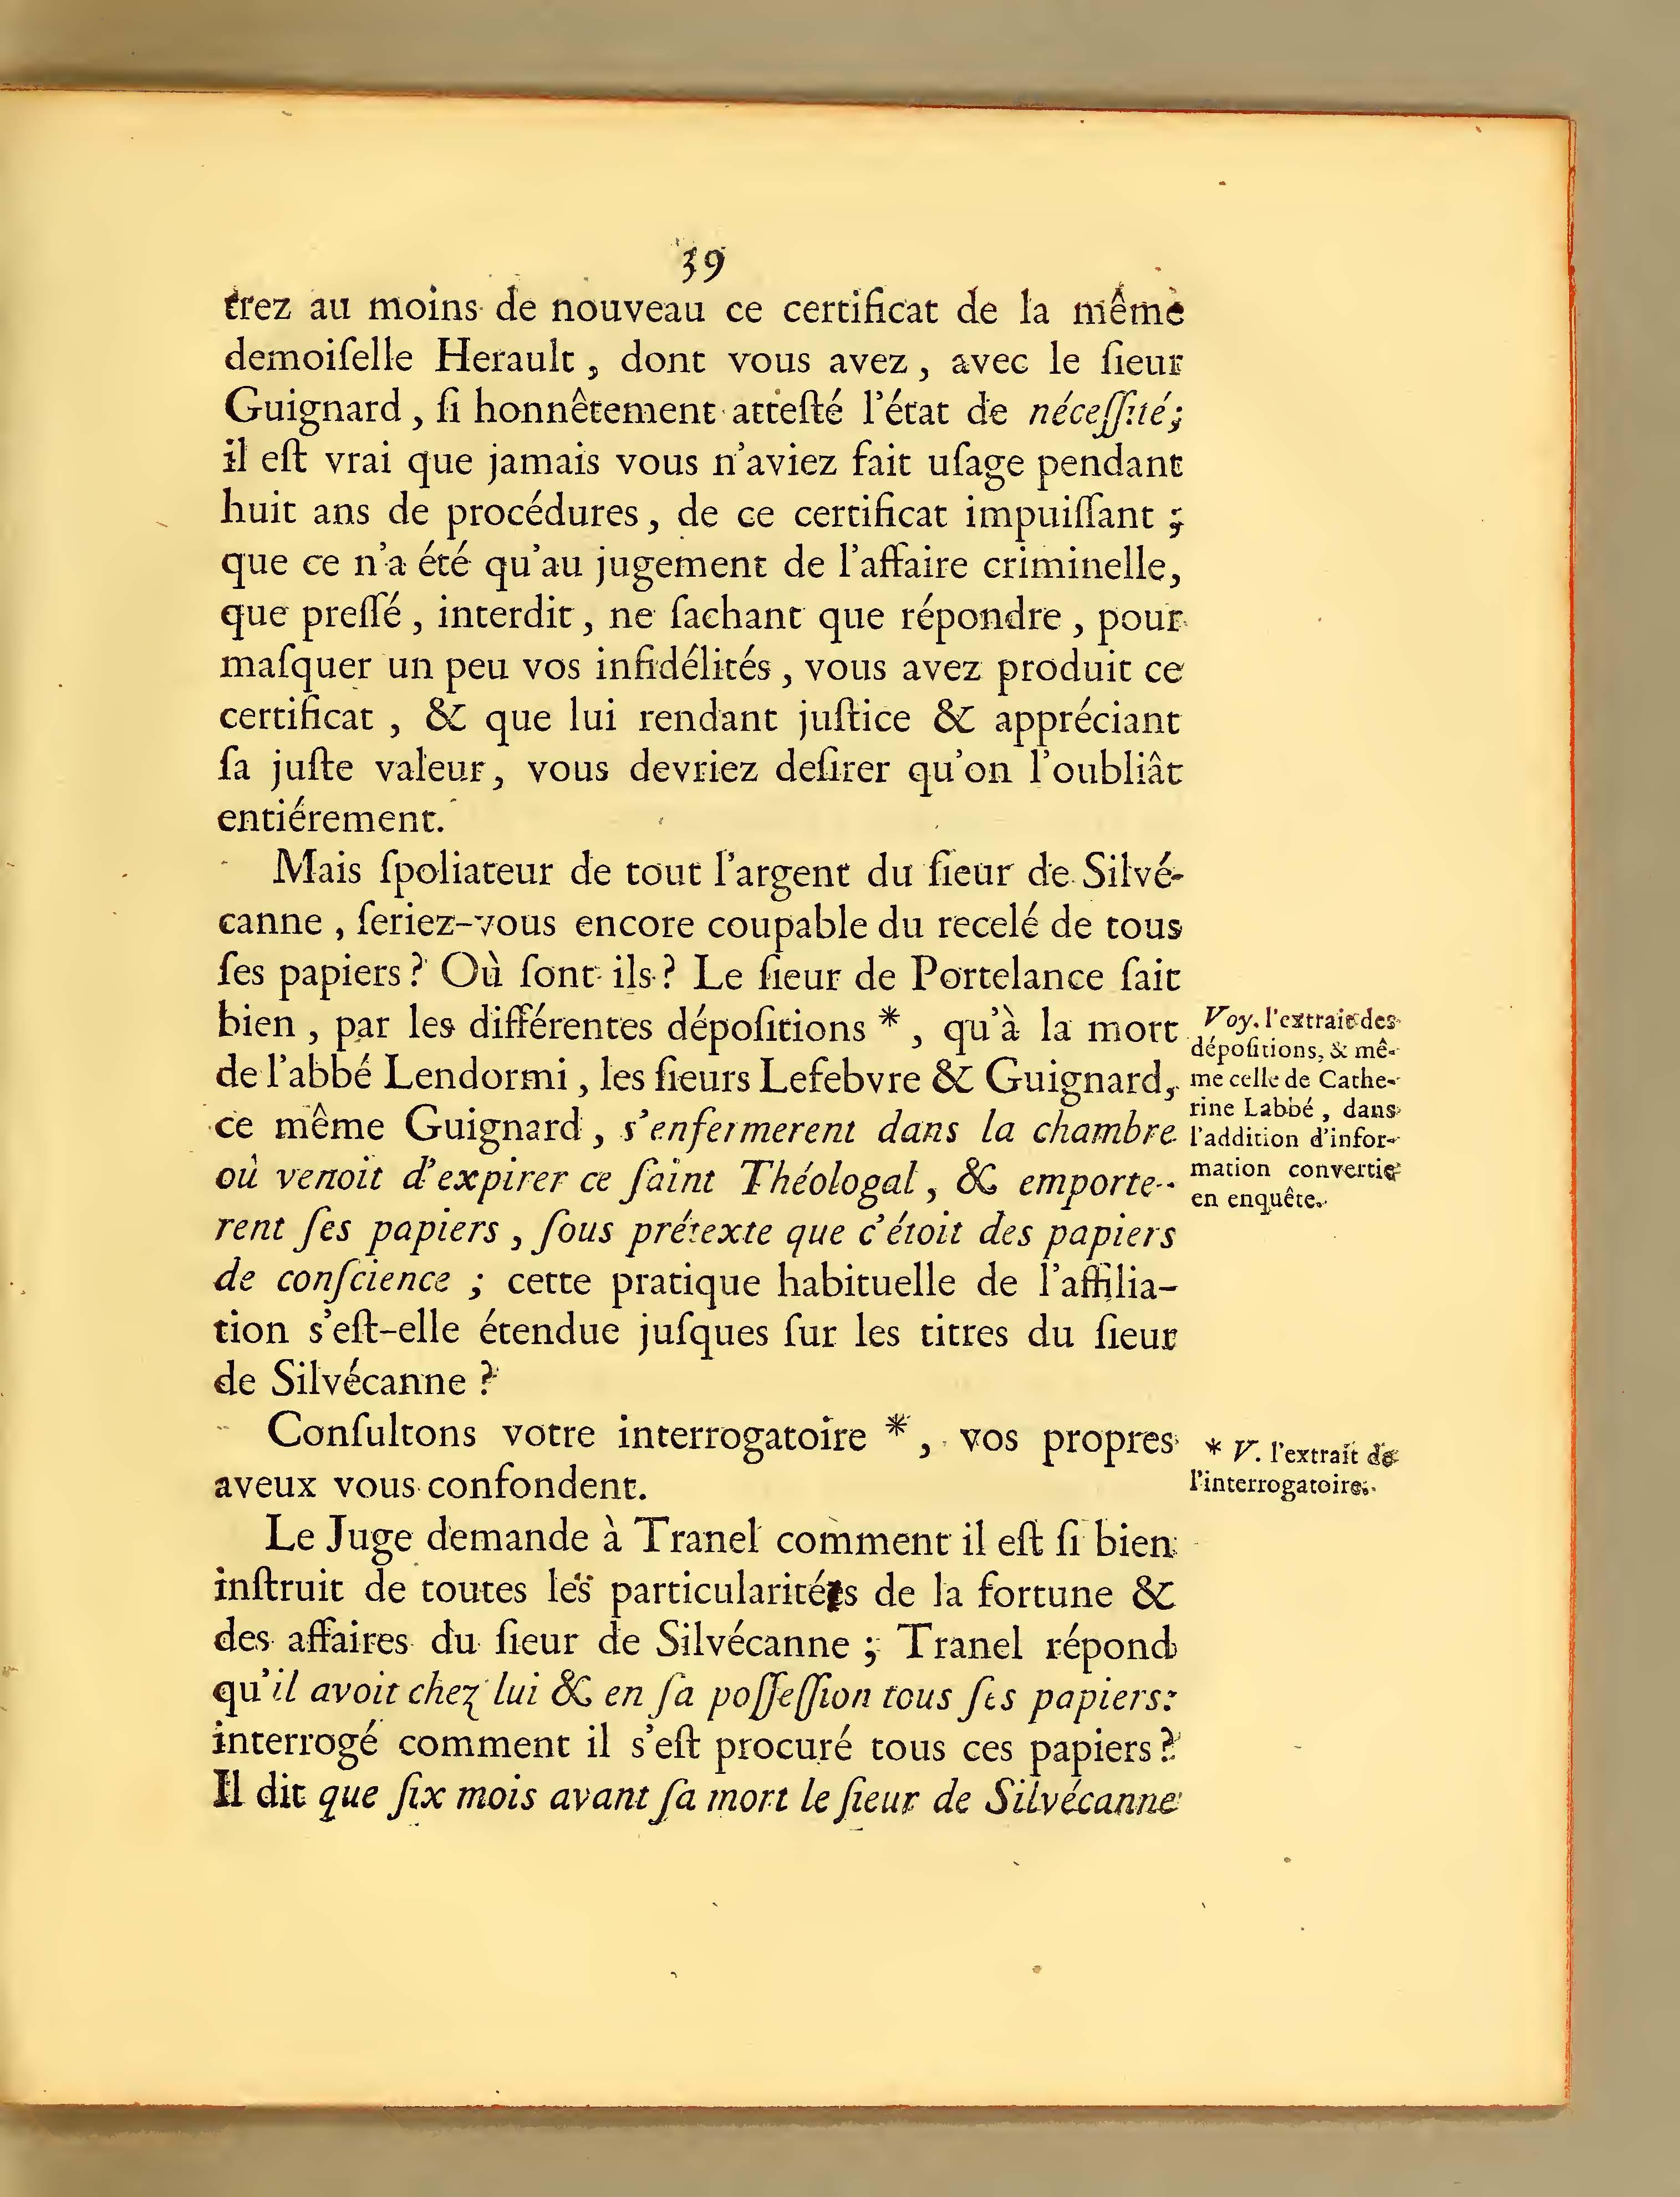 39
trez au moins de nouveau ce certificat de la même
demoiſelle Herault, dont vous avez, avec le ſieur
Guignard, ſi honnêtement atteſté l'état de néceſſité;
il eſt vrai que jamais vous n'aviez fait uſage pendant
huit ans de procédures, de ce certificat impuiſſant;
que ce n'a été qu'au jugement de l'affaire criminelle,
que preſſé, interdit, ne ſachant que répondre, pour
maſquer un peu vos infidélités, vous avez produit ce
certificat, & que lui rendant juſtice & appréciant
ſa juſte valeur, vous devriez deſirer qu'on l'oubliât
entiérement.
Mais ſpoliateur de tout l'argent du ſieur de Silvé-
canne, ſeriez-vous encore coupable du recelé de tous
ſes papiers? Où ſont-ils? Le ſieur de Portelance ſait
bien, par les différentes dépoſitions *, qu'à la mort
de l'abbé Lendormi, les ſieurs Lefebvre & Guignard,
ce même Guignard, s'enfermerent dans la chambre
où venoit d'expirer ce ſaint Théologal, & emporte-
rent ſes papiers, ſous prétexte que c'étoit des papiers
de conſcience; cette pratique habituelle de l'affilia-
tion s'eſt-elle étendue juſques ſur les titres du ſieur
de Silvécanne?
Voy. l'extrait des
dépoſitions, & mê-
me celle de Cathe-
rine Labbé, dans
l'addition d'infor-
mation convertie
en enquête.
Conſultons votre interrogatoire *, vos propres
aveux vous confondent.
* V. l'extrait de
l'interrogatoire.
Le Juge demande à Tranel comment il eſt ſi bien
inſtruit de toutes les particularités de la fortune &
des affaires du ſieur de Silvécanne; Tranel répond
qu'il avoit chez lui & en ſa poſſeſſion tous ſes papiers:
interrogé comment il s'eſt procuré tous ces papiers?
Il dit que ſix mois avant ſa mort le ſieur de Silvécanne